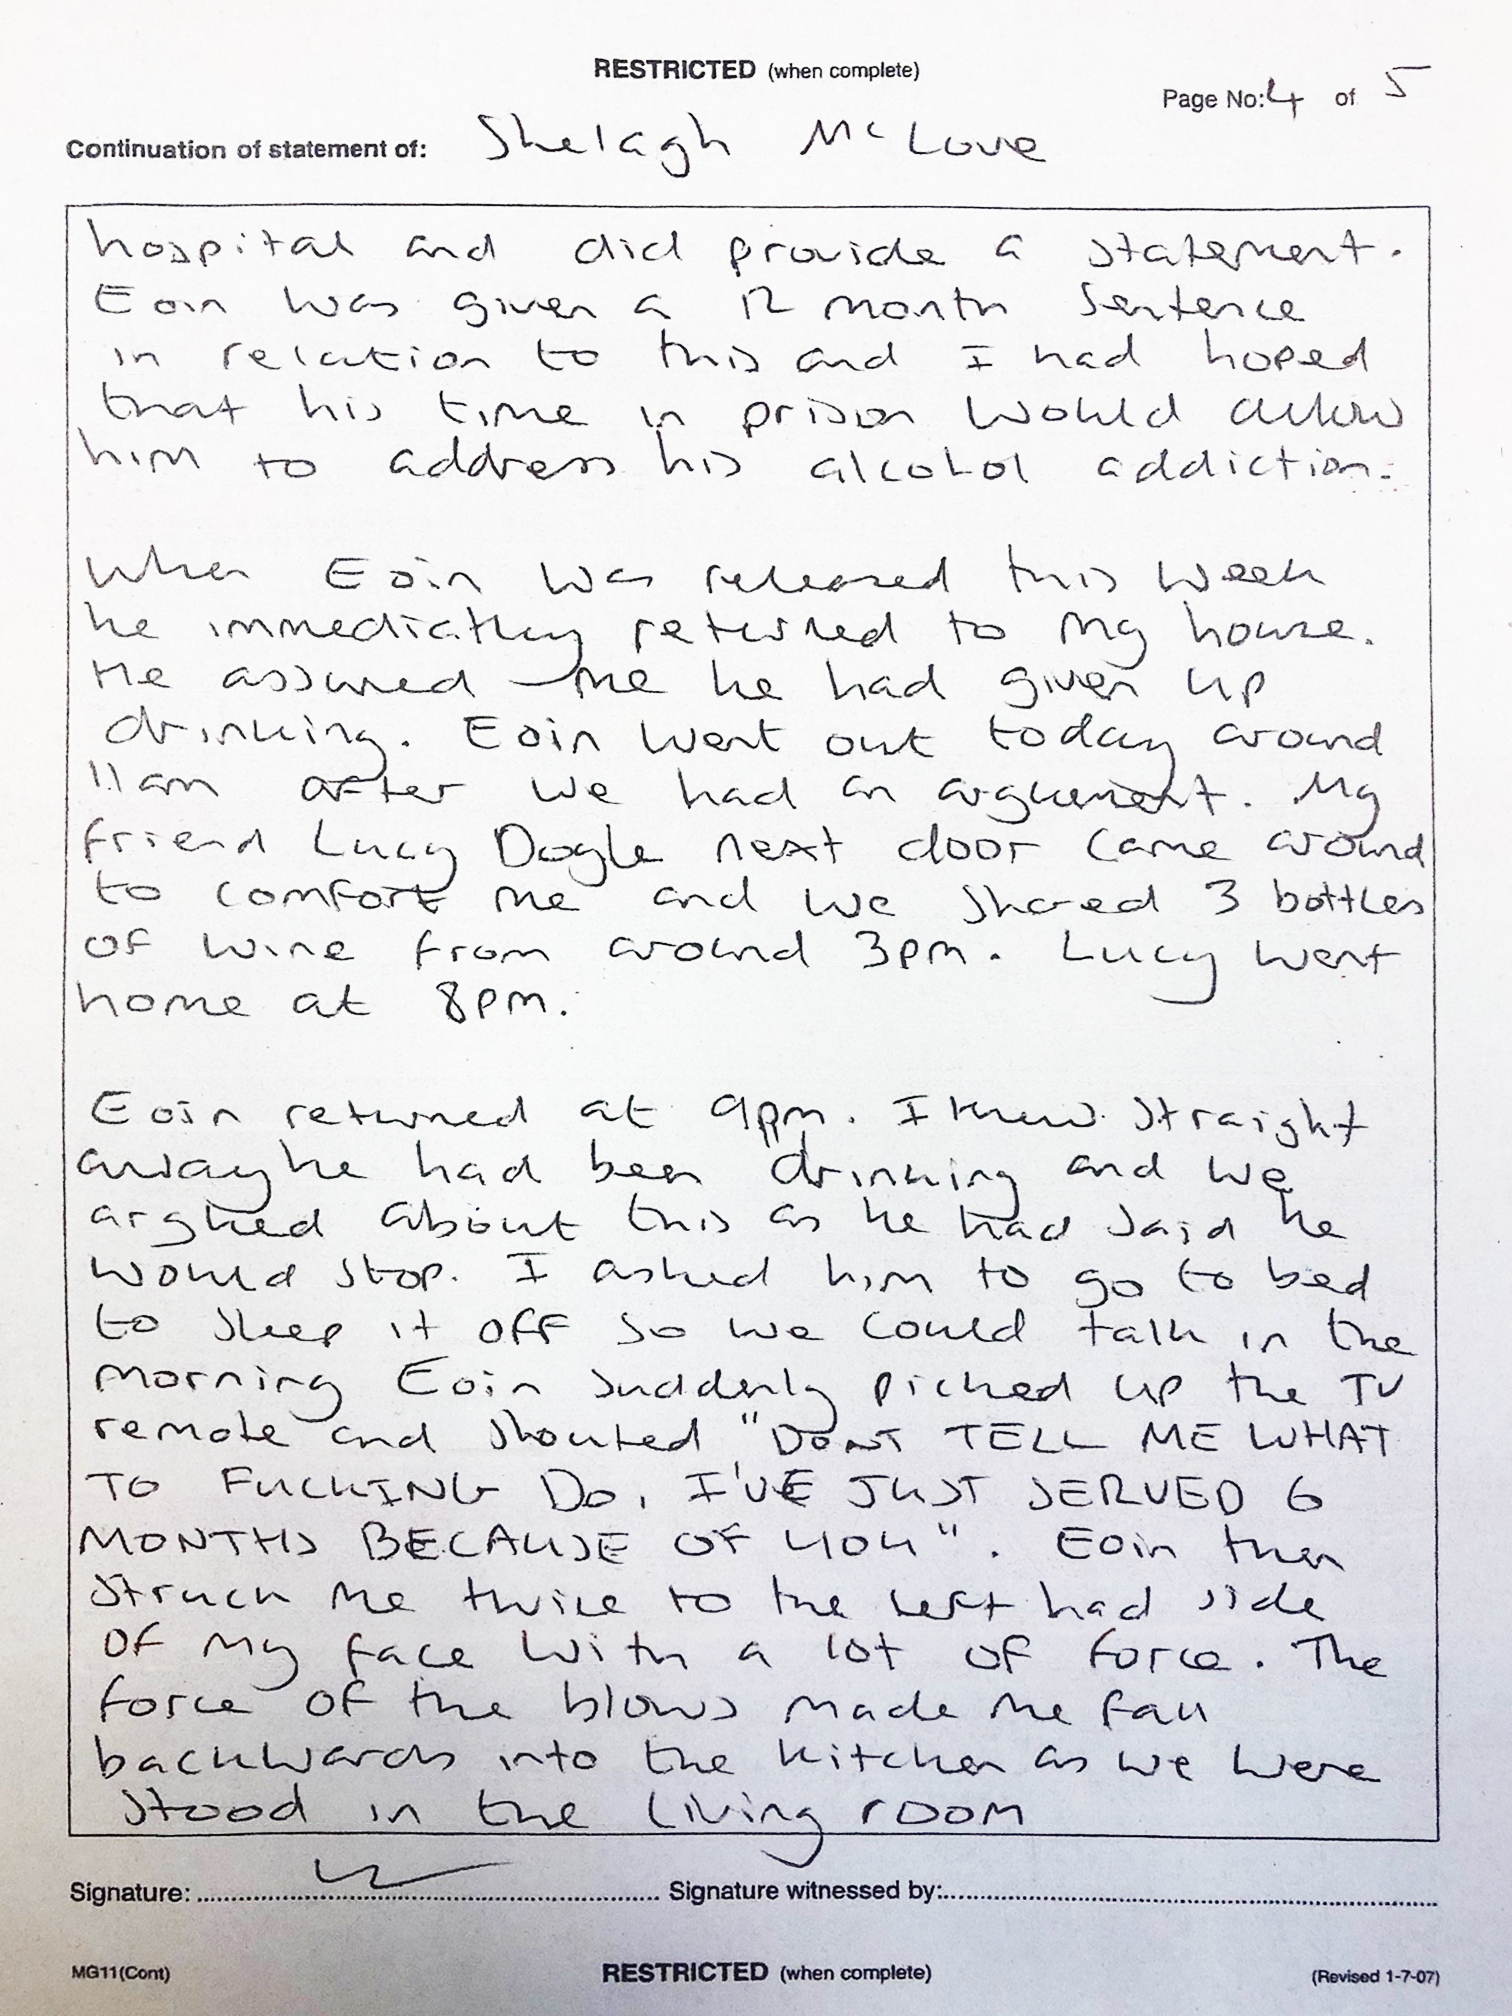 RESTRICTED (when complete)
Page No: 4 of 5
Continuation of statement of: Shelagh McLove
hospital and did provide a statement.
Eoin was given a 12 month sentence
in relation to this and I had hoped
that his time in prison would allow
him to address his alcohol addiction.
When Eoin was released this week
he immediatley returned to my house.
He assured me he had given up
drinking. Eoin went out today around
11am after we had an arguement. My
friend Lucy Dogle next door came around
to comfort me and we shared 3 bottles
of wine from around 3pm. Lucy went
home at 8pm.
Eoin returned at 9pm. I knew straight
away he had been drinking and we
argued about this as he had said he
would stop. I asked him to go to bed
to sleep it off so we could talk in the
morning Eoin suddenly picked up the TV
remote and shouted "DONT TELL ME WHAT
TO FUCKING DO, I'VE JUST SERVED 6
MONTHS BECAUSE OF YOU". Eoin then
struck me twice to the left had side
of my face with a lot of force. The
force of the blows made me fall
backwards into the kitchen as we were
stood in the living room
Signature: Signature witnessed by:
MG11(Cont) RESTRICTED (when complete) (Revised 1-7-07)